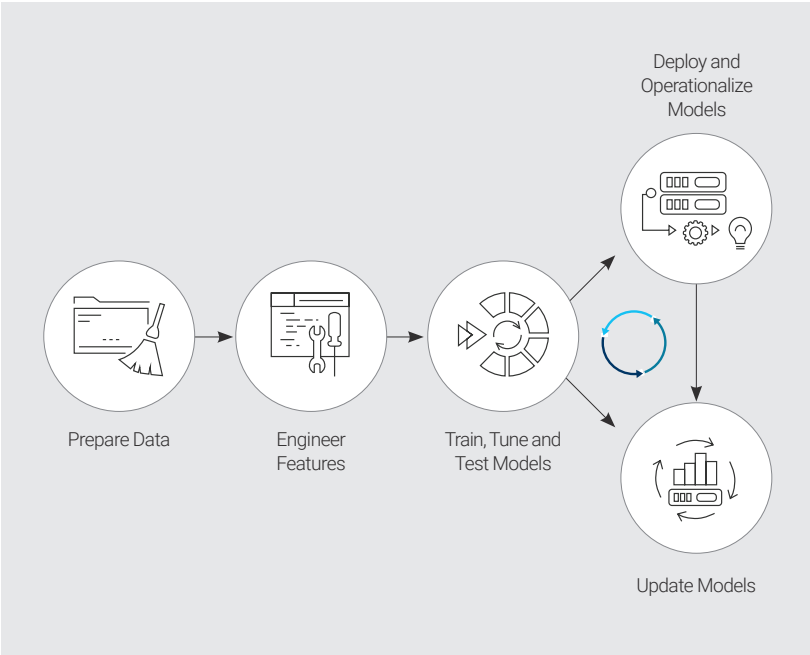 Deploy and
Operationalize
Models
Prepare Data
Engineer
Features
Train, Tune and
Test Models
Update Models